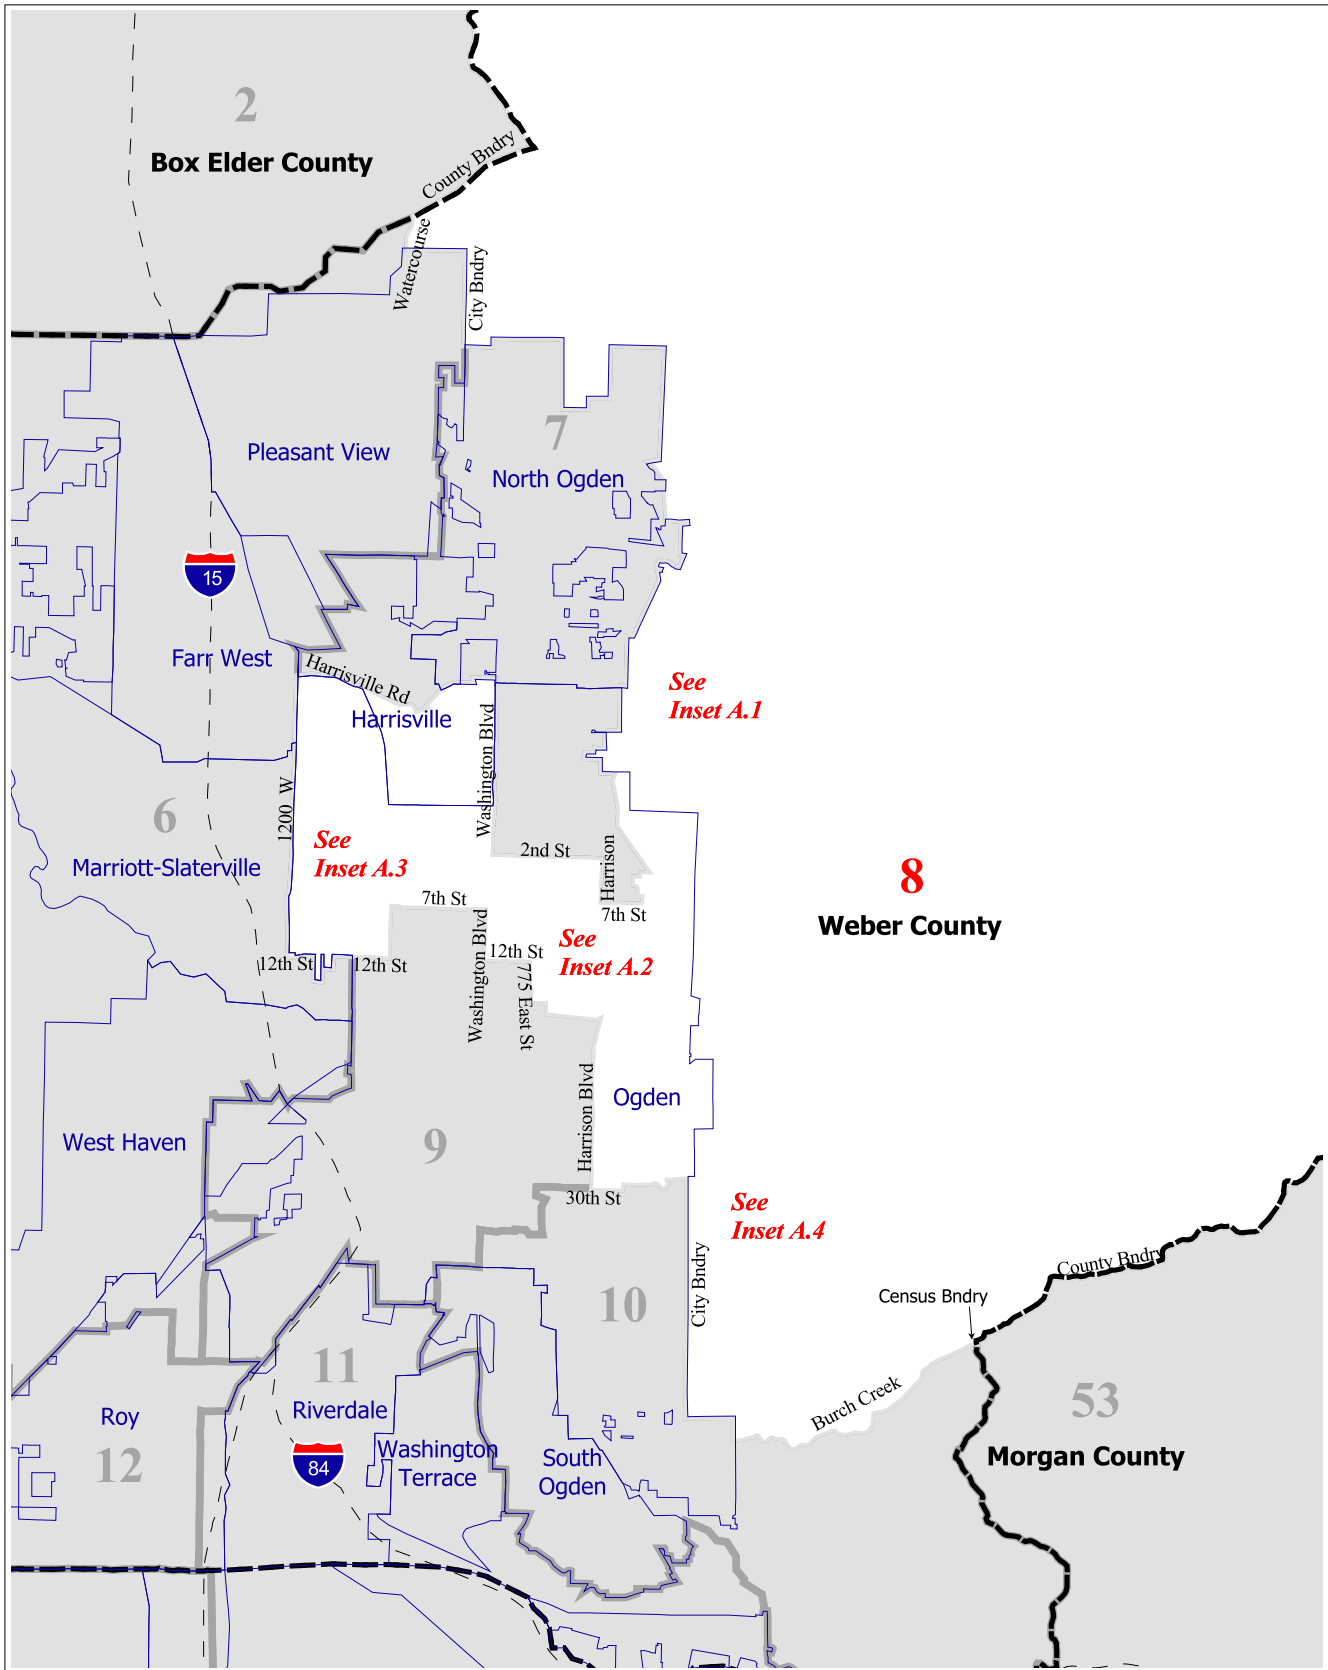 2
Box Elder County
County Bndry
Watercourse
City Bndry
7
Pleasant View
North Ogden
15
Farr West
Harrisville Rd
See
Inset A.1
Harrisville
Washington Blvd
1200 W
6
See
Inset A.3
2nd St
Harrison
Marriott-Slaterville
8
Weber County
7th St
7th St
Washington Blvd
12th St
See
Inset A.2
12th St
12th St
775 East St
Harrison Blvd
Ogden
West Haven
9
30th St
See
Inset A.4
City Bndry
County Bndry
Census Bndry
10
11
Riverdale
Burch Creek
53
Morgan County
Roy
12
84
Washington
Terrace
South
Ogden